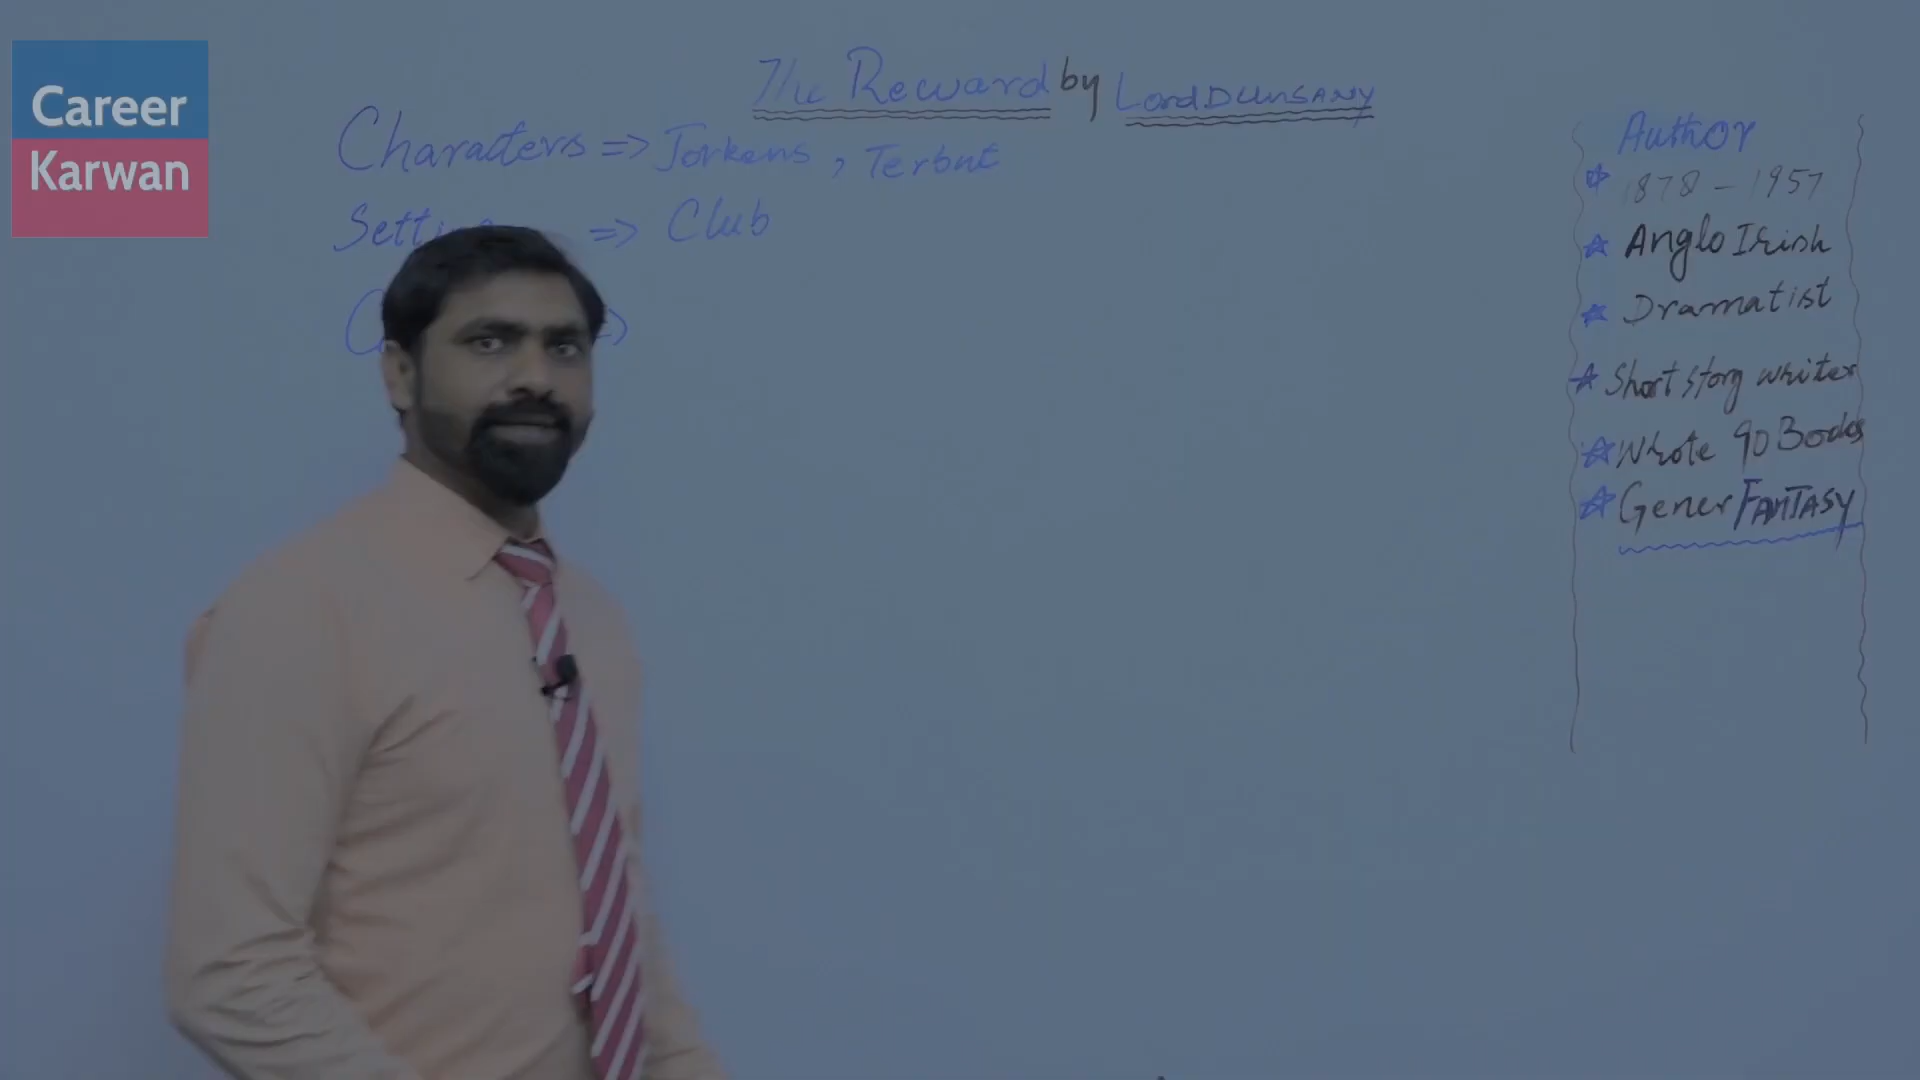 Career
Karwan
The Reward by Lord DUNSANY
Characters => Jorkens, Terbut
=> Club
=>
Author
1878 - 1957
Anglo Irish
Dramatist
Short story writer
Wrote 90 Books
Gener FANTASY